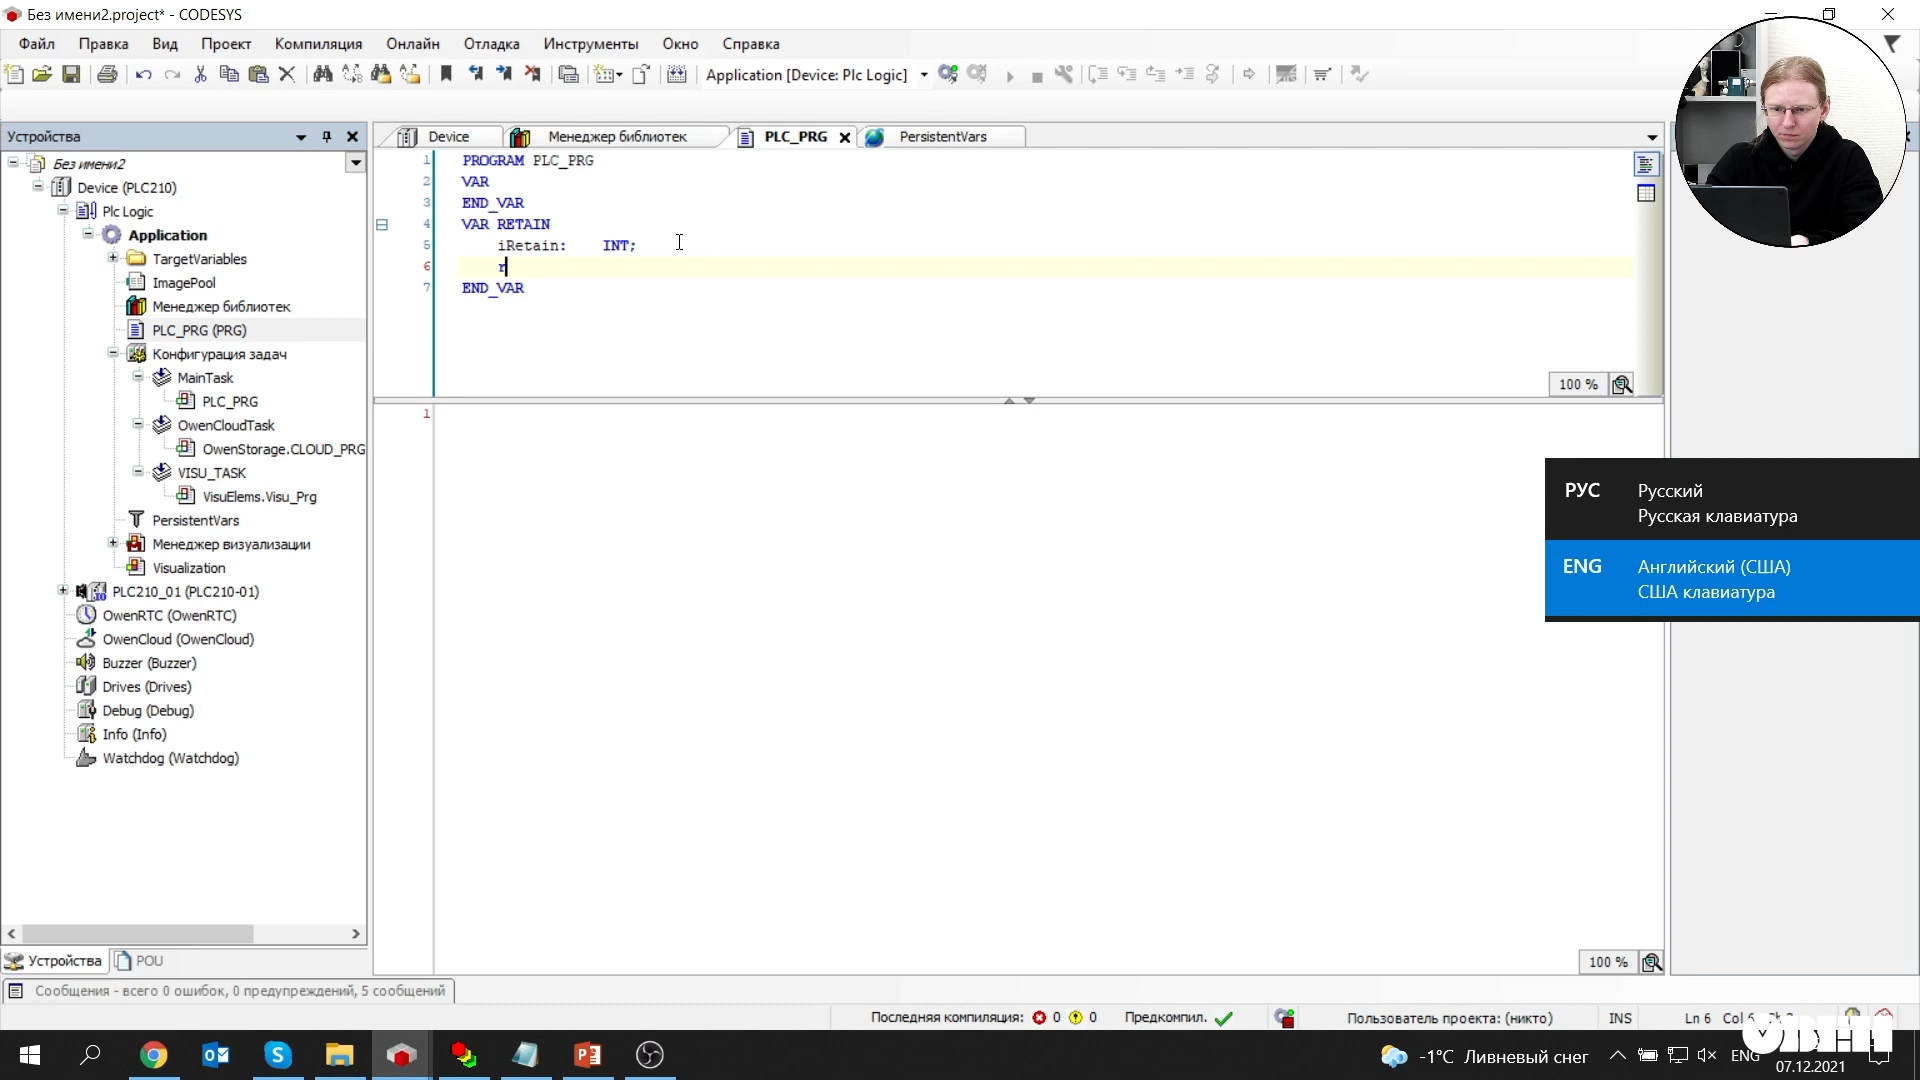 Без имени2.project* - CODESYS
Файл Правка Вид Проект Компиляция Онлайн Отладка Инструменты Окно Справка
Application [Device: Plc Logic]
Устройства
Device Менеджер библиотек PLC_PRG PersistentVars
Без имени2
Device (PLC210)
Plc Logic
Application
TargetVariables
ImagePool
Менеджер библиотек
PLC_PRG (PRG)
Конфигурация задач
MainTask
PLC_PRG
OwenCloudTask
OwenStorage.CLOUD_PRG
VISU_TASK
VisuElems.Visu_Prg
PersistentVars
Менеджер визуализации
Visualization
PLC210_01 (PLC210-01)
OwenRTC (OwenRTC)
OwenCloud (OwenCloud)
Buzzer (Buzzer)
Drives (Drives)
Debug (Debug)
Info (Info)
Watchdog (Watchdog)
Устройства POU
1 PROGRAM PLC_PRG
2 VAR
3 END_VAR
4 VAR RETAIN
5 iRetain: INT;
6 r
7 END_VAR
100 %
1
100 %
РУС Русский
Русская клавиатура
ENG Английский (США)
США клавиатура
Сообщения - всего 0 ошибок, 0 предупреждений, 5 сообщений
Последняя компиляция: 0 0 Предкомпил. Пользователь проекта: (никто) INS Ln 6 Col
-1°C Ливневый снег ENG
07.12.2021
ОВЕН